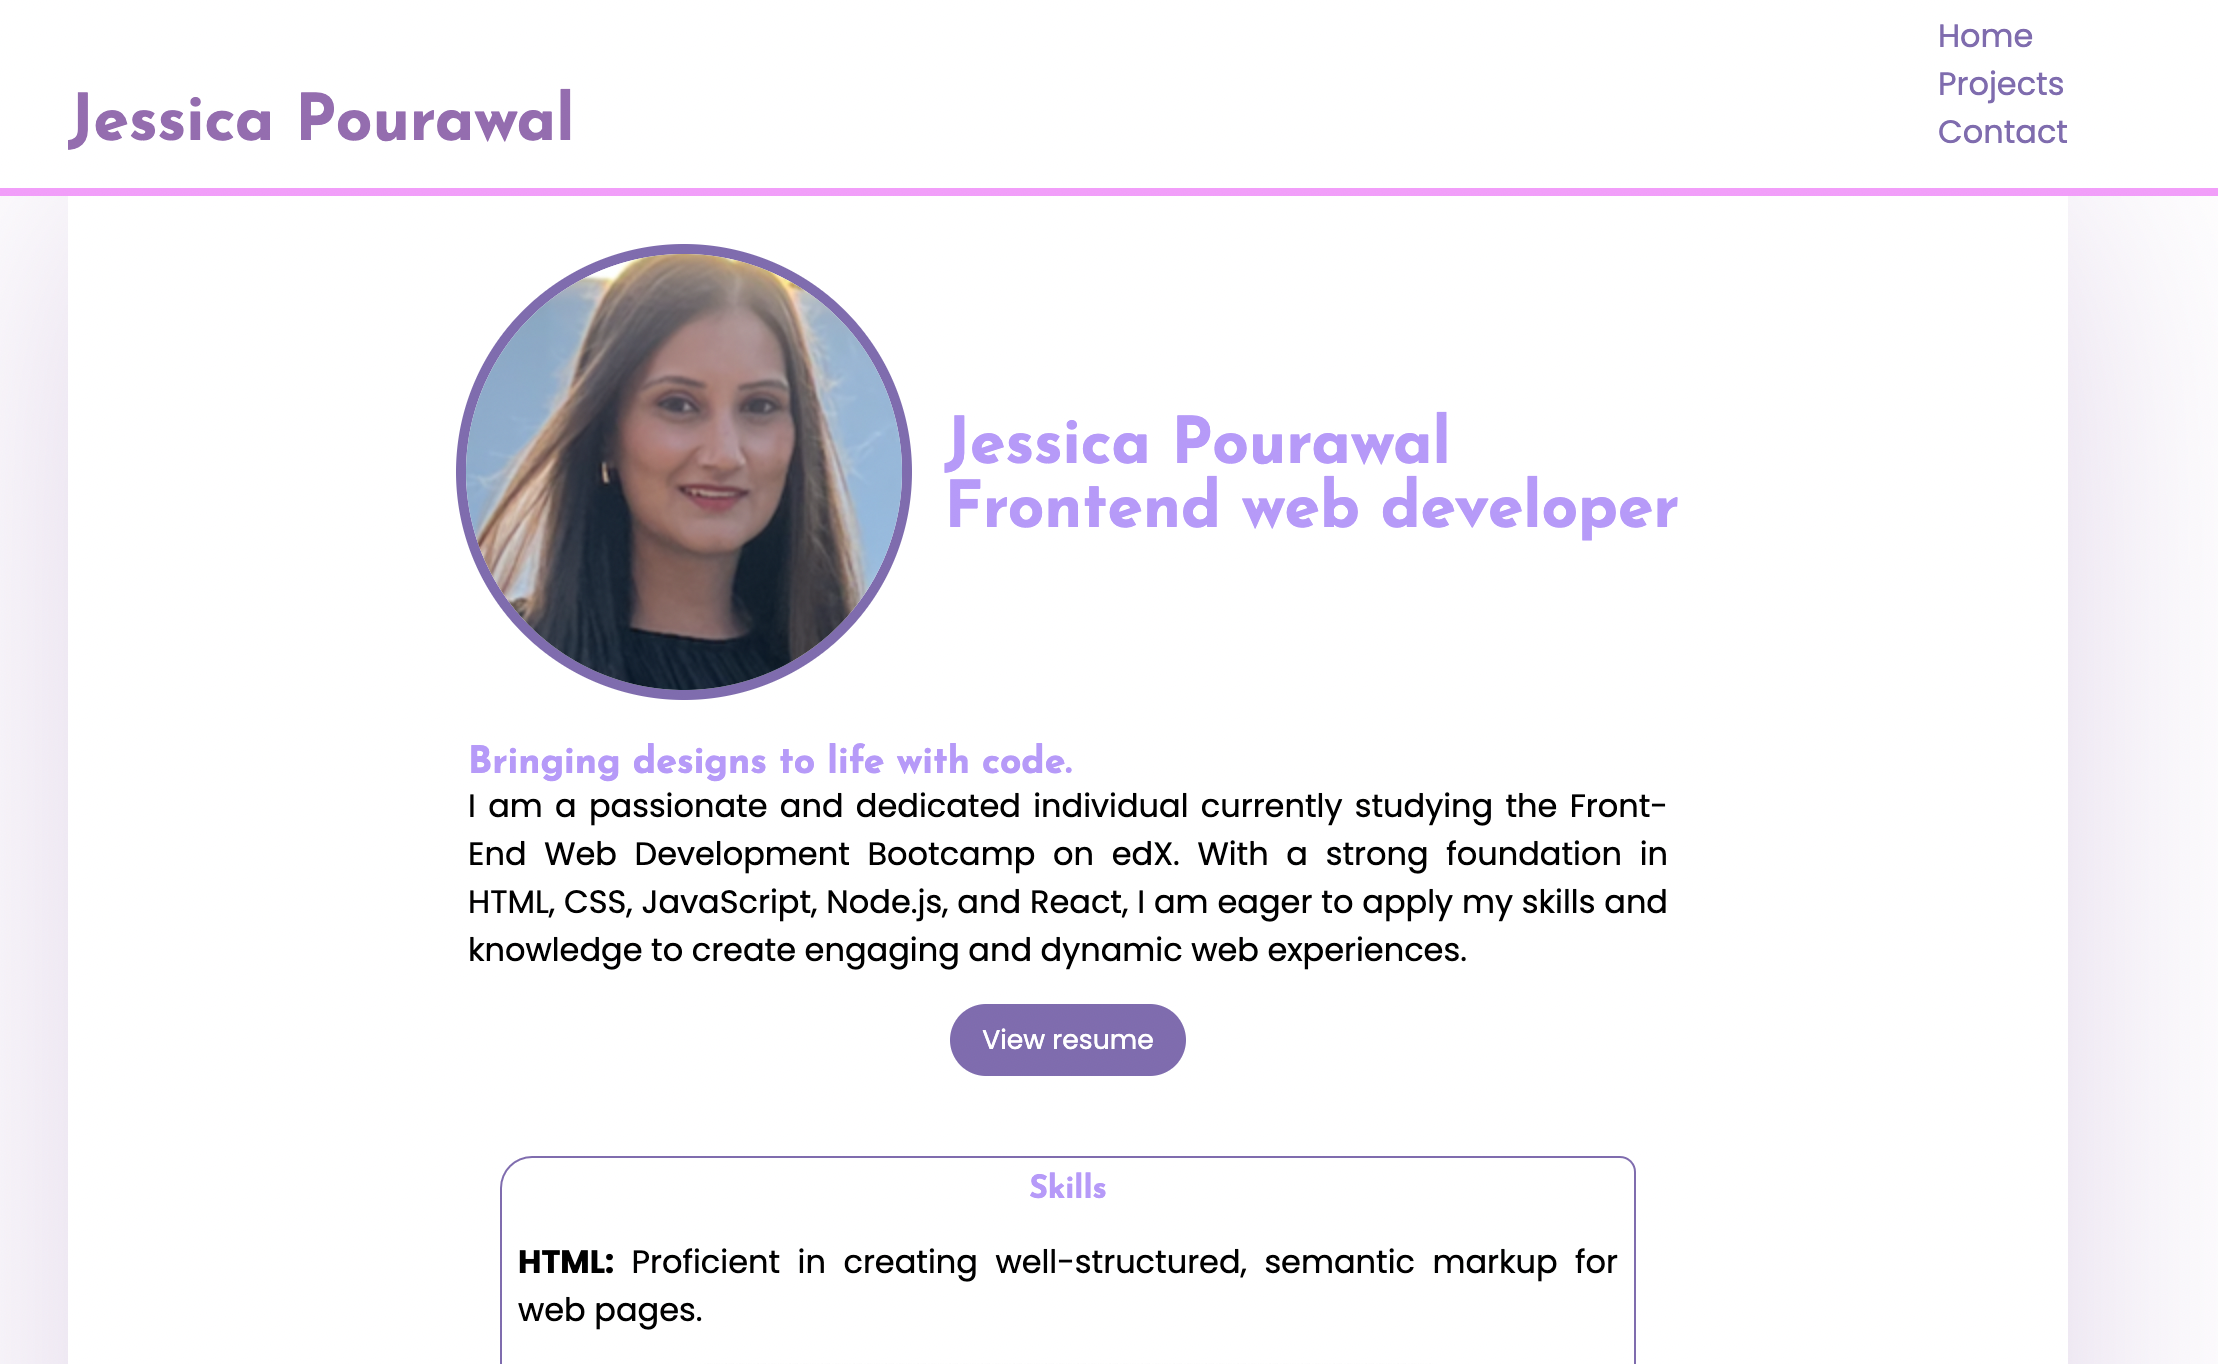 Home
Projects
Contact
Jessica Pourawal
Jessica Pourawal
Frontend web developer
Bringing designs to life with code.
I am a passionate and dedicated individual currently studying the Front-
End Web Development Bootcamp on edX. With a strong foundation in
HTML, CSS, JavaScript, Node.js, and React, I am eager to apply my skills and
knowledge to create engaging and dynamic web experiences.
View resume
Skills
HTML: Proficient in creating well-structured, semantic markup for
web pages.